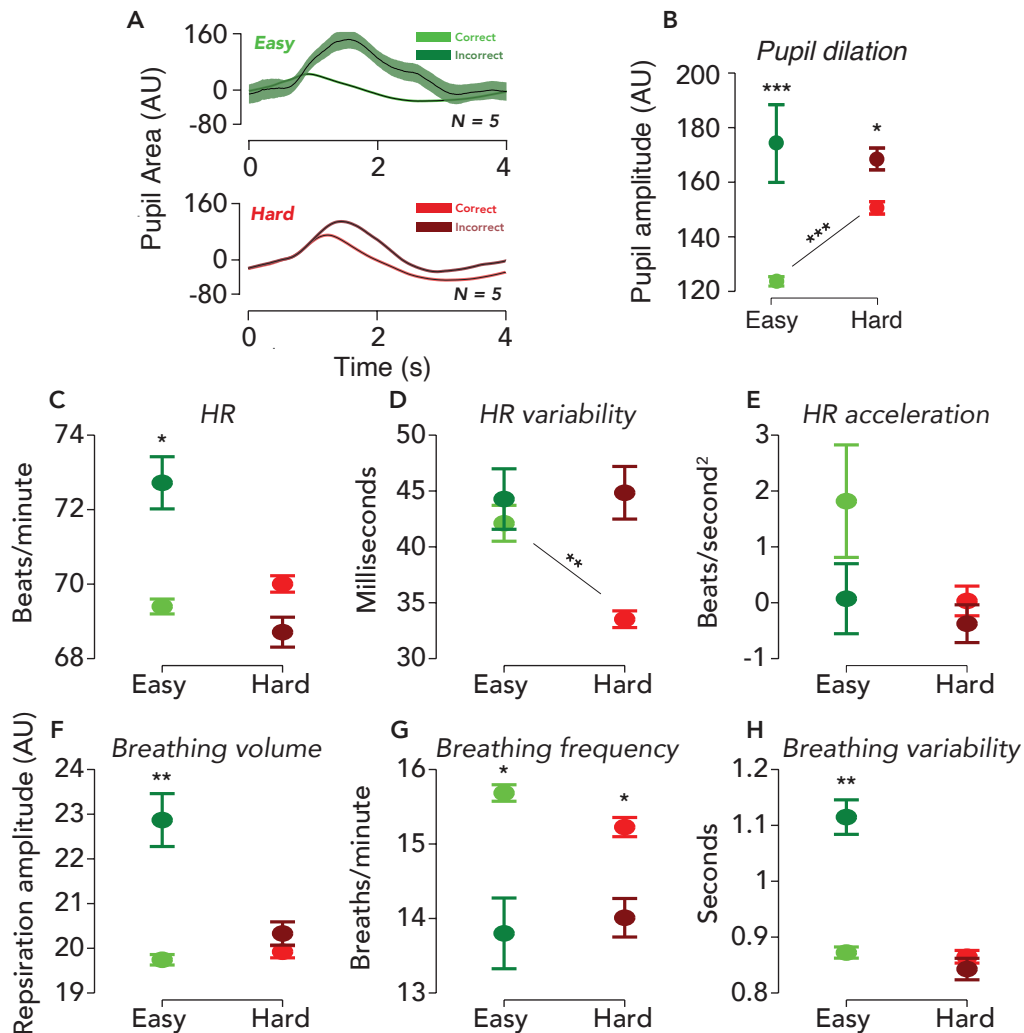 A
Easy
Correct
Incorrect
160
0
-80
N = 5
0
2
4
Hard
Correct
Incorrect
160
0
-80
N = 5
0
2
4
Pupil Area (AU)
Time (s)
B
Pupil dilation
Pupil amplitude (AU)
200
180
160
140
120
***
*
***
Easy
Hard
C
HR
Beats/minute
74
72
70
68
*
Easy
Hard
D
HR variability
Milliseconds
50
45
40
35
30
**
Easy
Hard
E
HR acceleration
Beats/second²
3
2
1
0
-1
Easy
Hard
F
Breathing volume
Repsiration amplitude (AU)
24
23
22
21
20
19
**
Easy
Hard
G
Breathing frequency
Breaths/minute
16
15
14
13
*
*
Easy
Hard
H
Breathing variability
Seconds
1.2
1.1
1
0.9
0.8
**
Easy
Hard